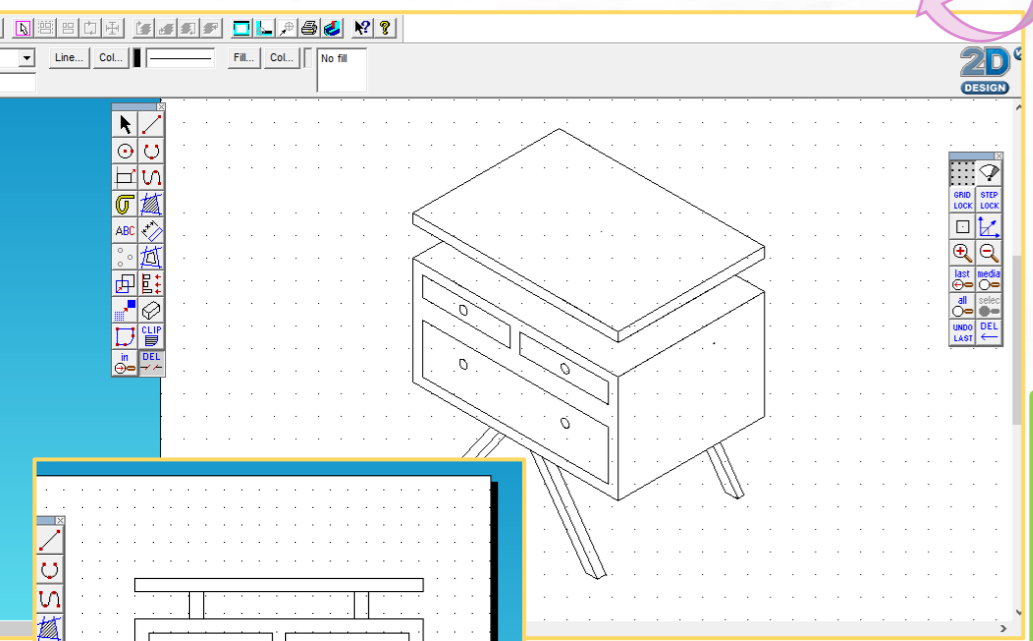 Line... Col... Fill... Col... No fill
2D
DESIGN
ABC
CLIP
in DEL
GRID LOCK STEP LOCK
last media
all selec
UNDO LAST DEL